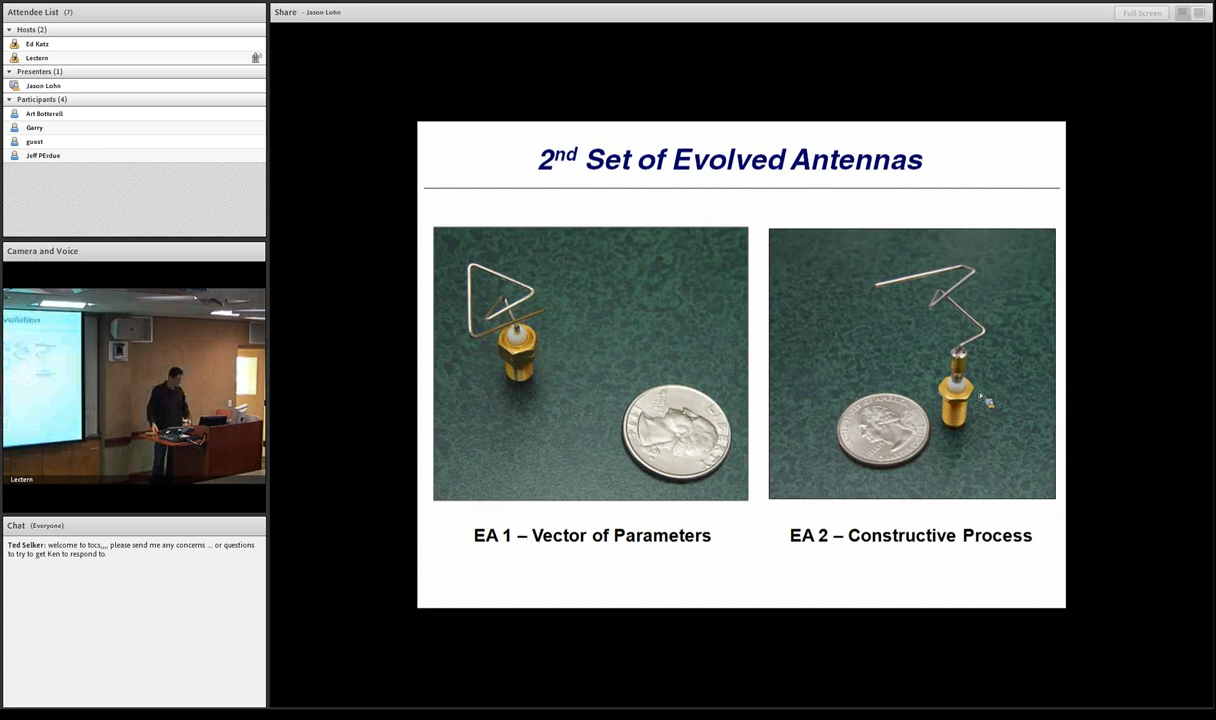 Attendee List (7)
Hosts (2)
Ed Katz
Lectern
Presenters (1)
Jason Lohn
Participants (4)
Art Botterell
Garry
guest
Jeff PErdue
Camera and Voice
Lectern
Chat (Everyone)
Ted Selker: welcome to tocs,,,, please send me any concerns ... or questions
to try to get Ken to respond to.
Share - Jason Lohn
Full Screen
2nd Set of Evolved Antennas
LIBERTY
EA 1 – Vector of Parameters
EA 2 – Constructive Process